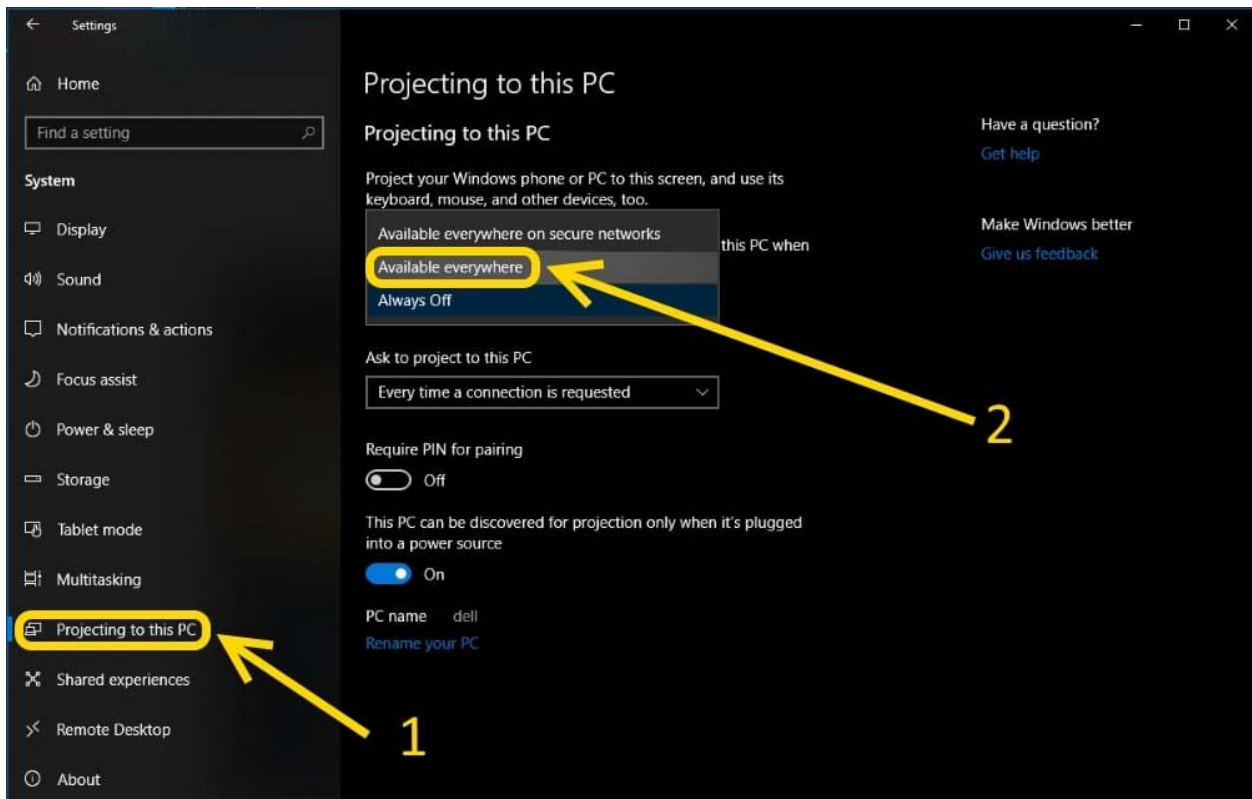 Settings
Home
Find a setting
System
Display
Sound
Notifications & actions
Focus assist
Power & sleep
Storage
Tablet mode
Multitasking
Projecting to this PC
Shared experiences
Remote Desktop
About
1
Projecting to this PC
Projecting to this PC
Project your Windows phone or PC to this screen, and use its
keyboard, mouse, and other devices, too.
this PC when
Available everywhere on secure networks
Available everywhere
Always Off
2
Ask to project to this PC
Every time a connection is requested
Require PIN for pairing
Off
This PC can be discovered for projection only when it's plugged
into a power source
On
PC name dell
Rename your PC
Have a question?
Get help
Make Windows better
Give us feedback